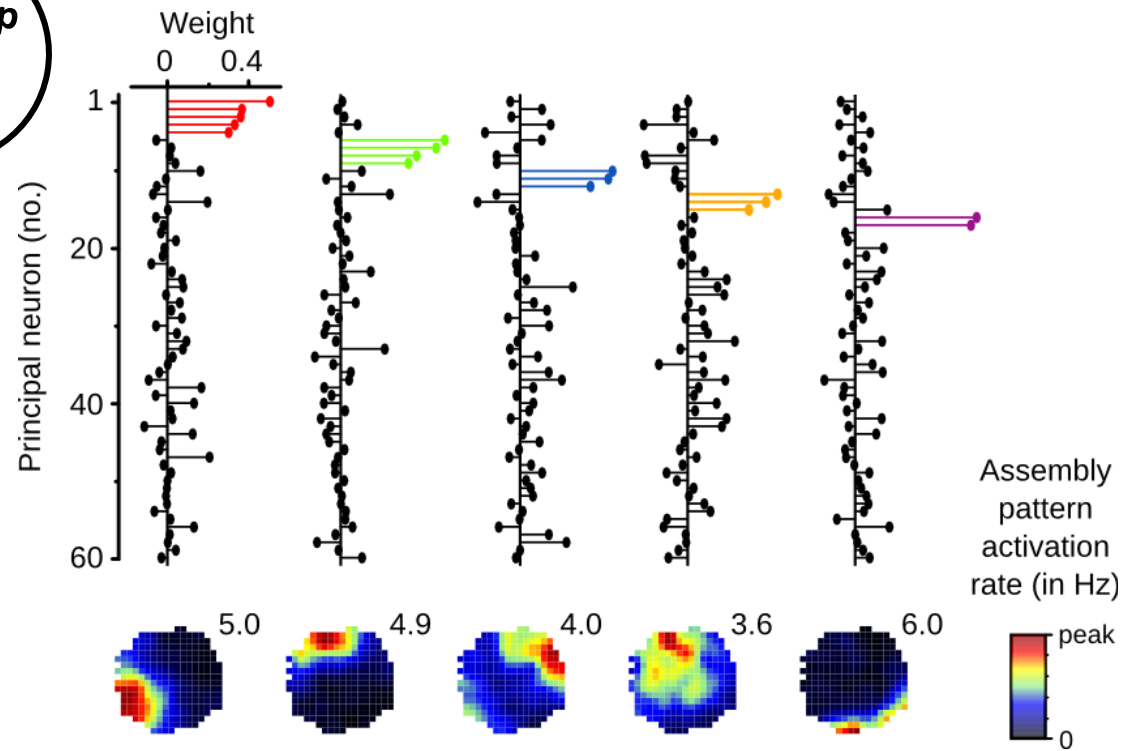 p
Weight
0 0.4
Principal neuron (no.)
1
20
40
60
5.0 4.9 4.0 3.6 6.0
Assembly
pattern
activation
rate (in Hz)
peak
0